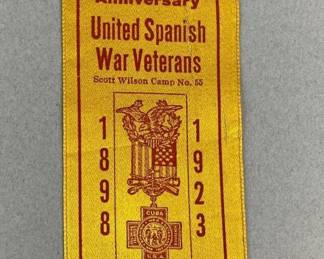 Anniversary
United Spanish
War Veterans
Scott Wilson Camp No. 55
1898
1923
CUBA
U.S.A.